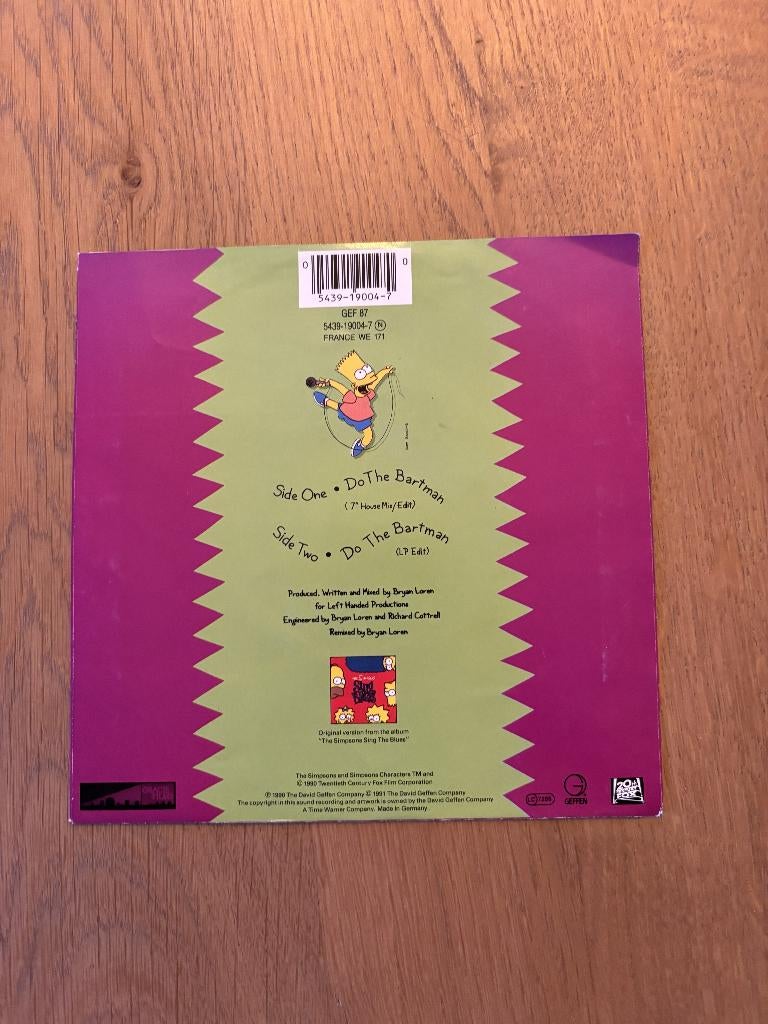 0 0
5439-19004-7
GEF 87
5439-19004-7 N
FRANCE WE 171
Side One • Do The Bartman
(7" House Mix/Edit)
Side Two • Do The Bartman
(LP Edit)
Produced, Written and Mixed by Bryan Loren
for Left Handed Productions
Engineered by Bryan Loren and Richard Cottrell
Remixed by Bryan Loren
Original version from the album
"The Simpsons Sing The Blues"
The Simpsons and Simpsons Characters TM and
© 1990 Twentieth Century Fox Film Corporation
℗ 1990 The David Geffen Company © 1991 The David Geffen Company
The copyright in this sound recording and artwork is owned by the David Geffen Company
A Time Warner Company. Made in Germany.
LC 7266
GEFFEN
20th CENTURY FOX